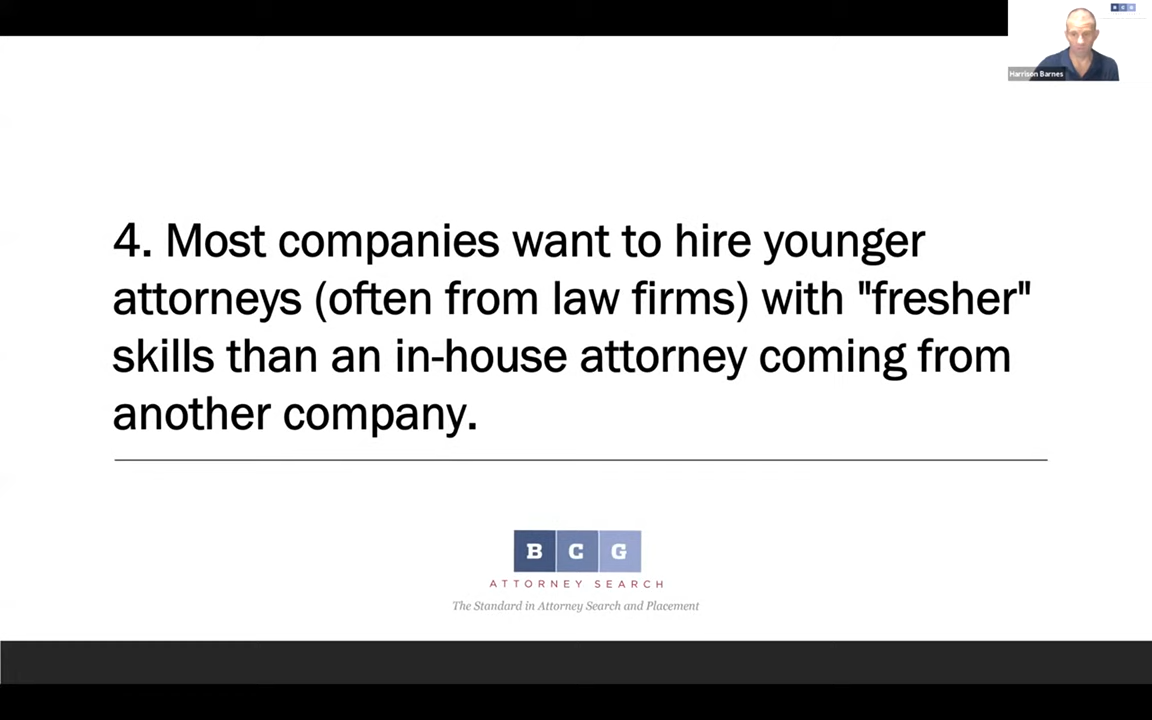 B C G
Harrison Barnes
4. Most companies want to hire younger
attorneys (often from law firms) with "fresher"
skills than an in-house attorney coming from
another company.
B C G
ATTORNEY SEARCH
The Standard in Attorney Search and Placement